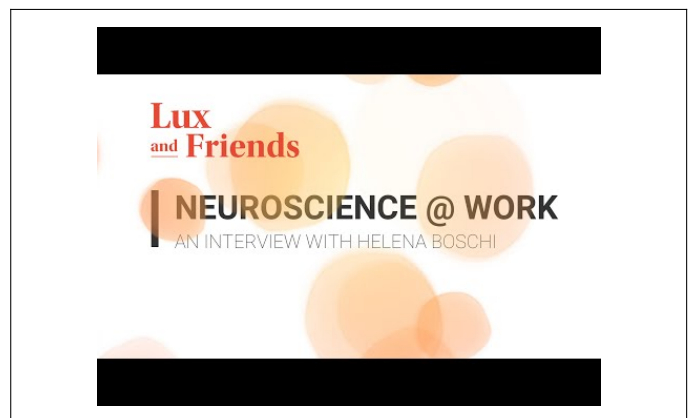 Lux
and Friends
NEUROSCIENCE @ WORK
AN INTERVIEW WITH HELENA BOSCHI